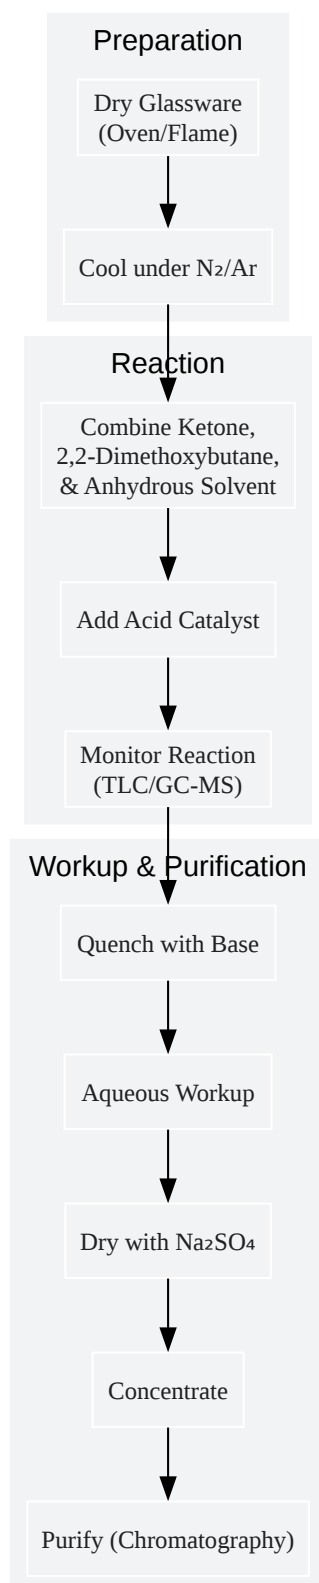 Preparation
Dry Glassware
(Oven/Flame)
Cool under N₂/Ar
Reaction
Combine Ketone,
2,2-Dimethoxybutane,
& Anhydrous Solvent
Add Acid Catalyst
Monitor Reaction
(TLC/GC-MS)
Workup & Purification
Quench with Base
Aqueous Workup
Dry with Na₂SO₄
Concentrate
Purify (Chromatography)